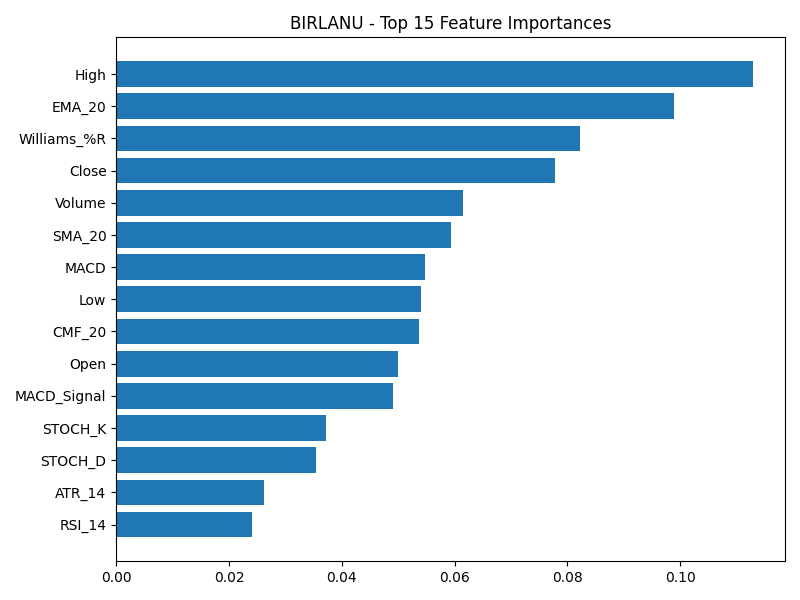 BIRLANU - Top 15 Feature Importances
High
EMA_20
Williams_%R
Close
Volume
SMA_20
MACD
Low
CMF_20
Open
MACD_Signal
STOCH_K
STOCH_D
ATR_14
RSI_14
0.00 0.02 0.04 0.06 0.08 0.10